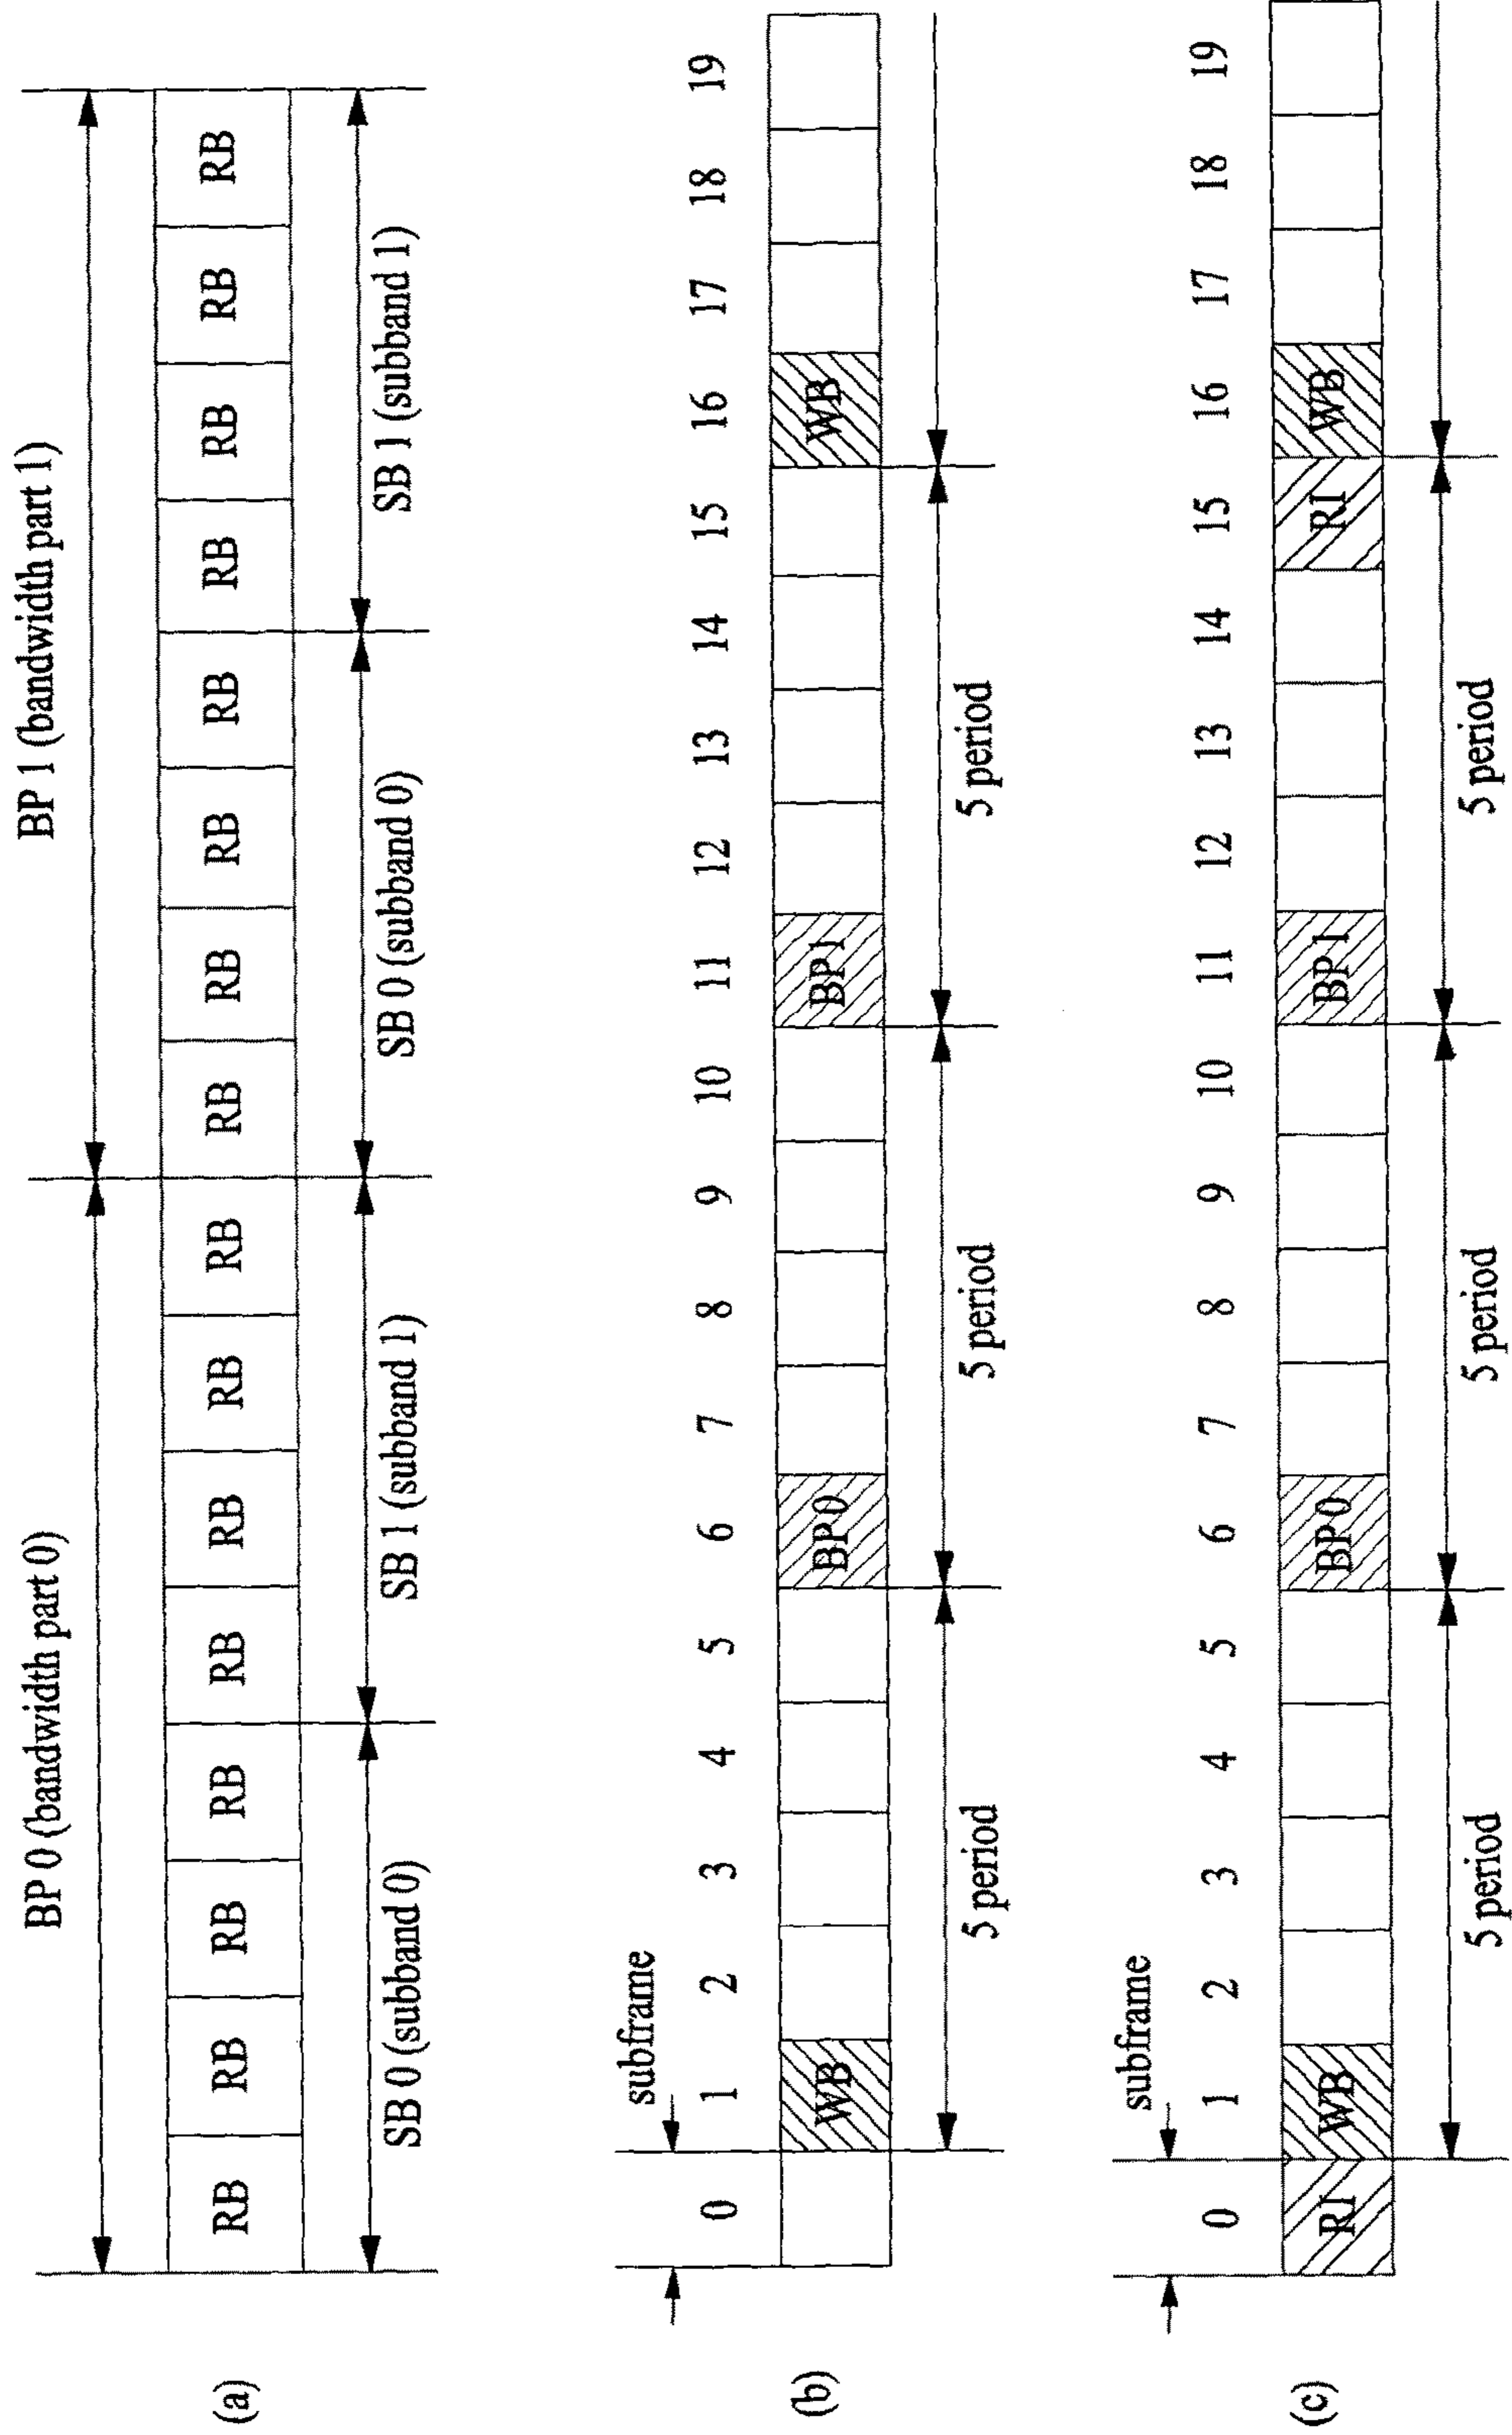 BP 0 (bandwidth part 0) BP 1 (bandwidth part 1)
(a) RB RB RB RB RB RB RB RB RB RB RB RB RB RB RB RB
SB 0 (subband 0) SB 1 (subband 1) SB 0 (subband 0) SB 1 (subband 1)
subframe
0 1 2 3 4 5 6 7 8 9 10 11 12 13 14 15 16 17 18 19
(b) WB BP0 BP1 WB
5 period 5 period 5 period
subframe
0 1 2 3 4 5 6 7 8 9 10 11 12 13 14 15 16 17 18 19
(c) RI WB BP0 BP1 RI WB
5 period 5 period 5 period